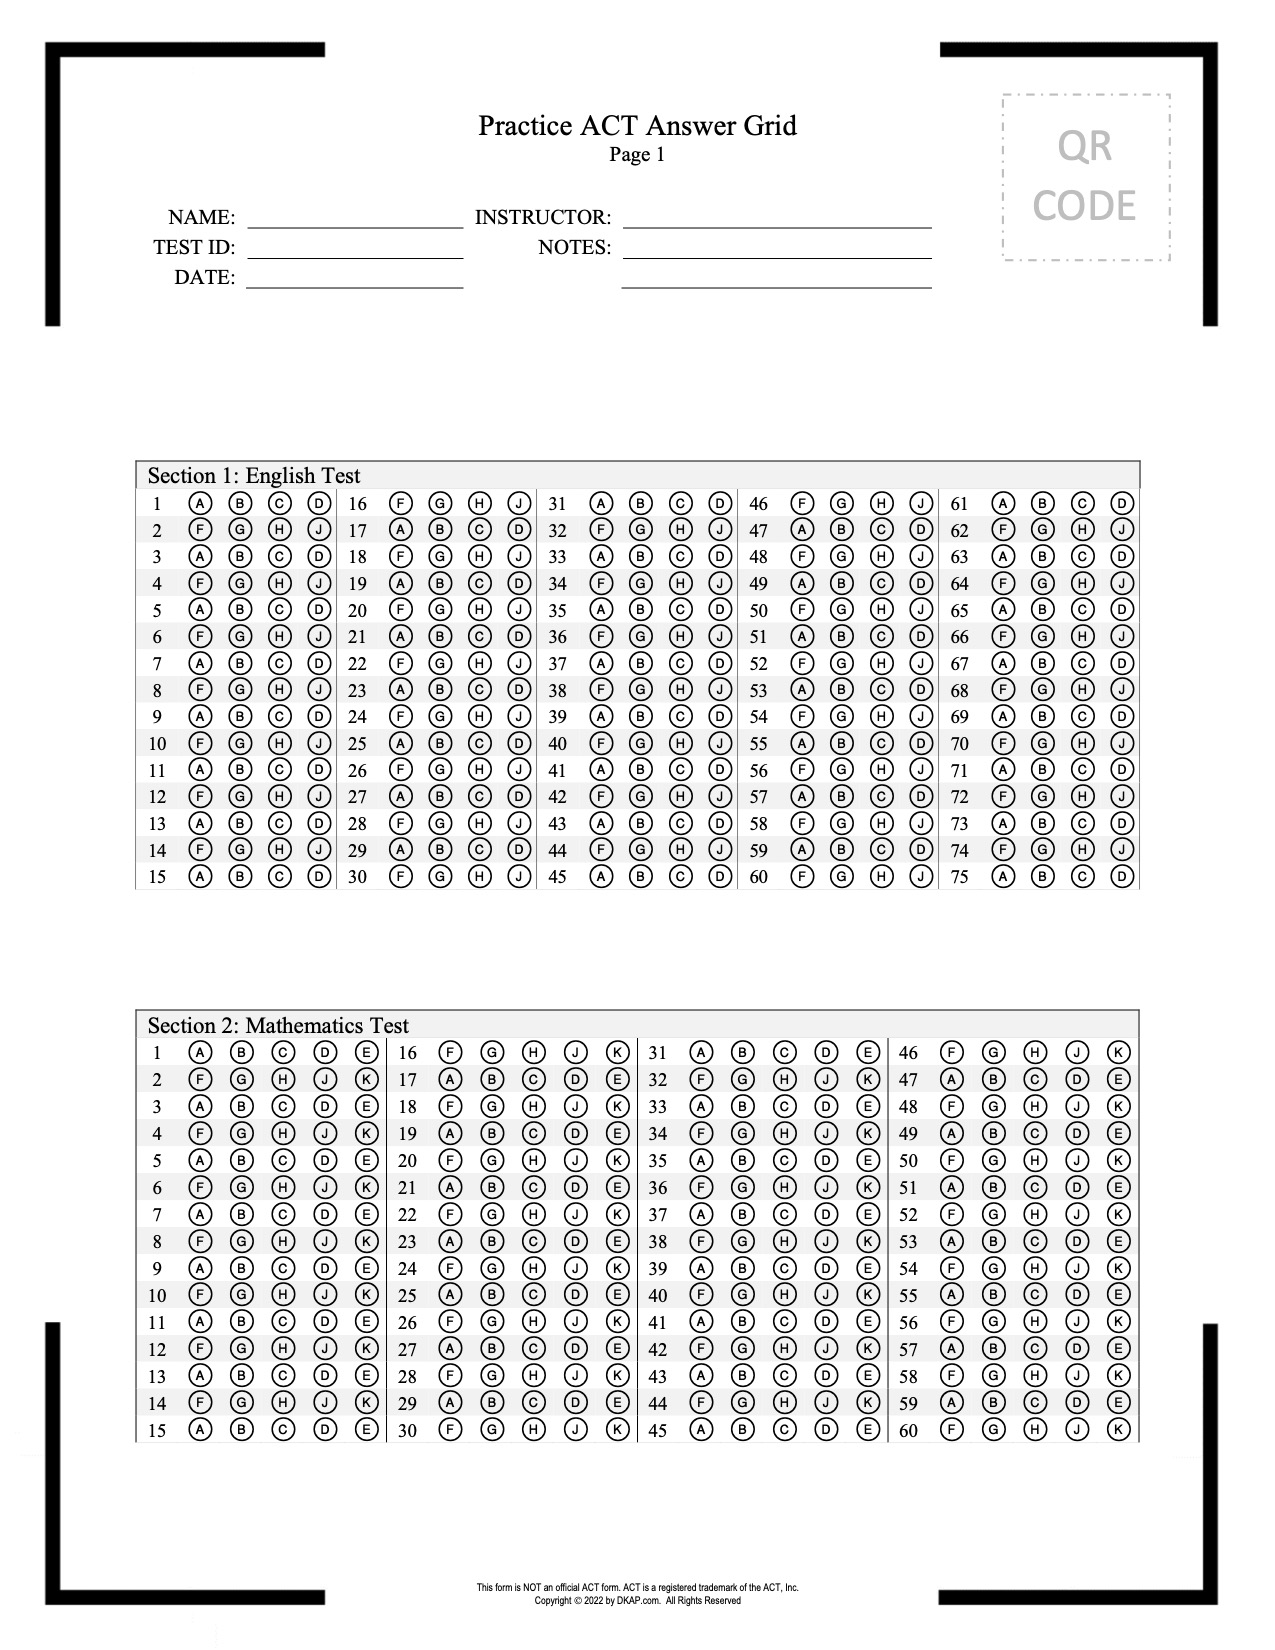 Practice ACT Answer Grid
Page 1
QR
CODE
NAME: INSTRUCTOR:
TEST ID: NOTES:
DATE:
Section 1: English Test
1 A B C D 16 F G H J 31 A B C D 46 F G H J 61 A B C D
2 F G H J 17 A B C D 32 F G H J 47 A B C D 62 F G H J
3 A B C D 18 F G H J 33 A B C D 48 F G H J 63 A B C D
4 F G H J 19 A B C D 34 F G H J 49 A B C D 64 F G H J
5 A B C D 20 F G H J 35 A B C D 50 F G H J 65 A B C D
6 F G H J 21 A B C D 36 F G H J 51 A B C D 66 F G H J
7 A B C D 22 F G H J 37 A B C D 52 F G H J 67 A B C D
8 F G H J 23 A B C D 38 F G H J 53 A B C D 68 F G H J
9 A B C D 24 F G H J 39 A B C D 54 F G H J 69 A B C D
10 F G H J 25 A B C D 40 F G H J 55 A B C D 70 F G H J
11 A B C D 26 F G H J 41 A B C D 56 F G H J 71 A B C D
12 F G H J 27 A B C D 42 F G H J 57 A B C D 72 F G H J
13 A B C D 28 F G H J 43 A B C D 58 F G H J 73 A B C D
14 F G H J 29 A B C D 44 F G H J 59 A B C D 74 F G H J
15 A B C D 30 F G H J 45 A B C D 60 F G H J 75 A B C D
Section 2: Mathematics Test
1 A B C D E 16 F G H J K 31 A B C D E 46 F G H J K
2 F G H J K 17 A B C D E 32 F G H J K 47 A B C D E
3 A B C D E 18 F G H J K 33 A B C D E 48 F G H J K
4 F G H J K 19 A B C D E 34 F G H J K 49 A B C D E
5 A B C D E 20 F G H J K 35 A B C D E 50 F G H J K
6 F G H J K 21 A B C D E 36 F G H J K 51 A B C D E
7 A B C D E 22 F G H J K 37 A B C D E 52 F G H J K
8 F G H J K 23 A B C D E 38 F G H J K 53 A B C D E
9 A B C D E 24 F G H J K 39 A B C D E 54 F G H J K
10 F G H J K 25 A B C D E 40 F G H J K 55 A B C D E
11 A B C D E 26 F G H J K 41 A B C D E 56 F G H J K
12 F G H J K 27 A B C D E 42 F G H J K 57 A B C D E
13 A B C D E 28 F G H J K 43 A B C D E 58 F G H J K
14 F G H J K 29 A B C D E 44 F G H J K 59 A B C D E
15 A B C D E 30 F G H J K 45 A B C D E 60 F G H J K
This form is NOT an official ACT form. ACT is a registered trademark of the ACT, Inc.
Copyright © 2022 by DKAP.com. All Rights Reserved